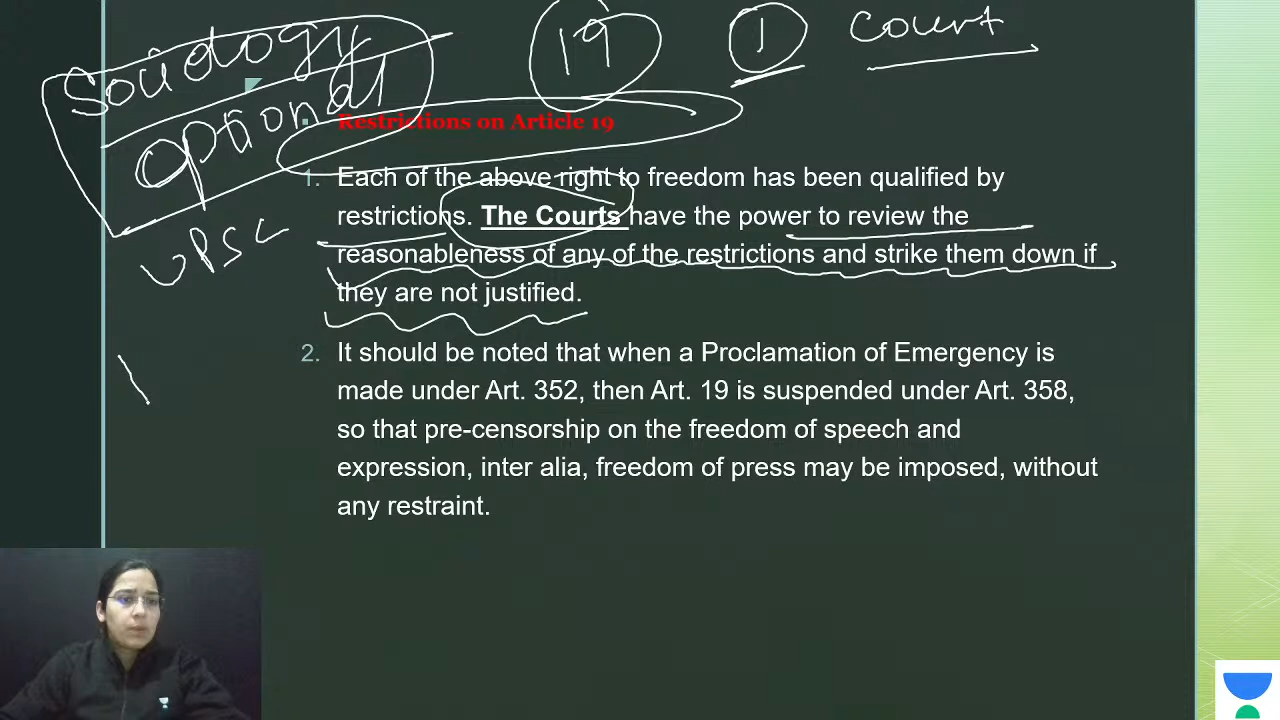 Sociology
optional
19
1
Court
UPSC
Restrictions on Article 19
1. Each of the above right to freedom has been qualified by
restrictions. The Courts have the power to review the
reasonableness of any of the restrictions and strike them down if
they are not justified.
2. It should be noted that when a Proclamation of Emergency is
made under Art. 352, then Art. 19 is suspended under Art. 358,
so that pre-censorship on the freedom of speech and
expression, inter alia, freedom of press may be imposed, without
any restraint.